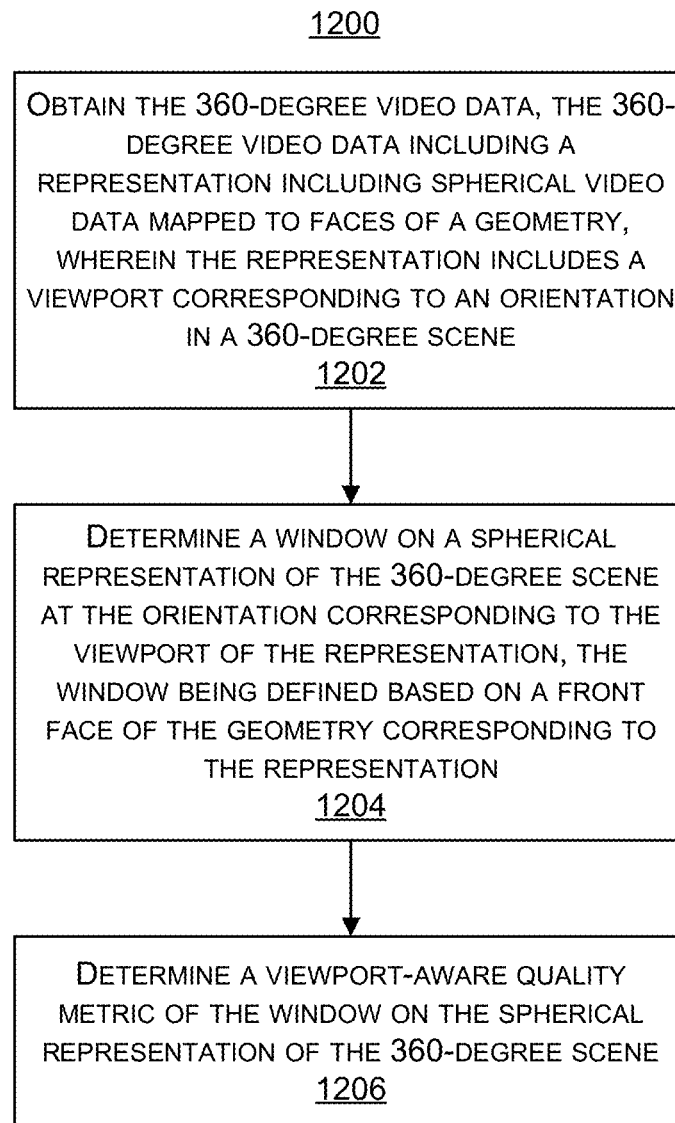 1200
OBTAIN THE 360-DEGREE VIDEO DATA, THE 360-
DEGREE VIDEO DATA INCLUDING A
REPRESENTATION INCLUDING SPHERICAL VIDEO
DATA MAPPED TO FACES OF A GEOMETRY,
WHEREIN THE REPRESENTATION INCLUDES A
VIEWPORT CORRESPONDING TO AN ORIENTATION
IN A 360-DEGREE SCENE
1202
DETERMINE A WINDOW ON A SPHERICAL
REPRESENTATION OF THE 360-DEGREE SCENE
AT THE ORIENTATION CORRESPONDING TO THE
VIEWPORT OF THE REPRESENTATION, THE
WINDOW BEING DEFINED BASED ON A FRONT
FACE OF THE GEOMETRY CORRESPONDING TO
THE REPRESENTATION
1204
DETERMINE A VIEWPORT-AWARE QUALITY
METRIC OF THE WINDOW ON THE SPHERICAL
REPRESENTATION OF THE 360-DEGREE SCENE
1206